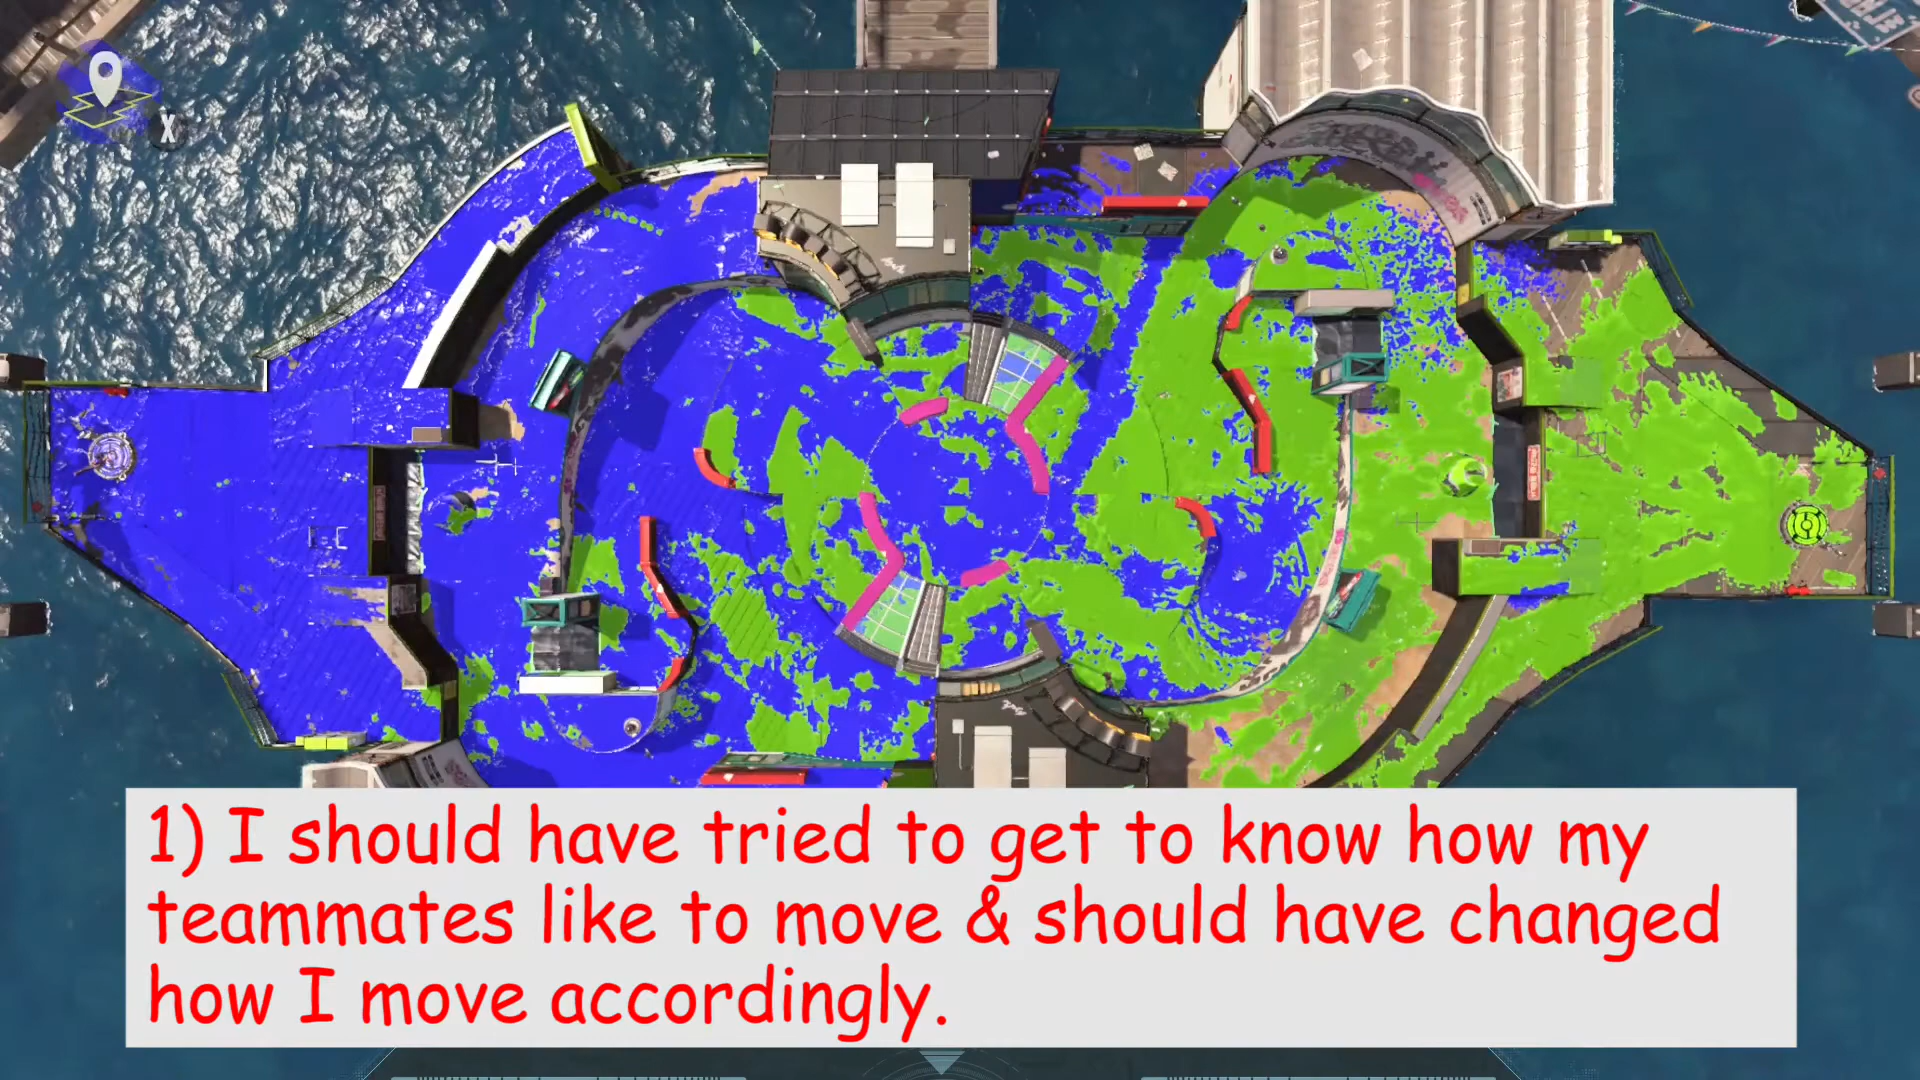 X
1) I should have tried to get to know how my
teammates like to move & should have changed
how I move accordingly.